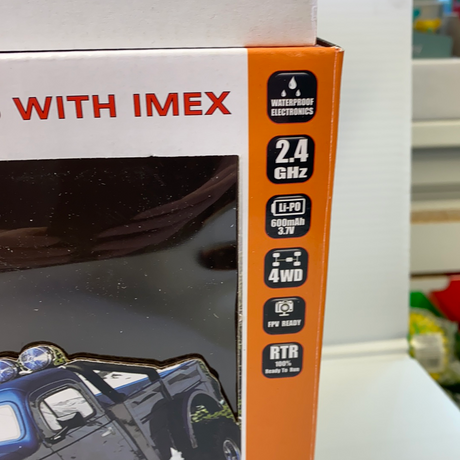 WITH IMEX
WATERPROOF
ELECTRONICS
2.4
GHz
Li-PO
600mAh
3.7V
4WD
FPV READY
RTR
100%
Ready To Run